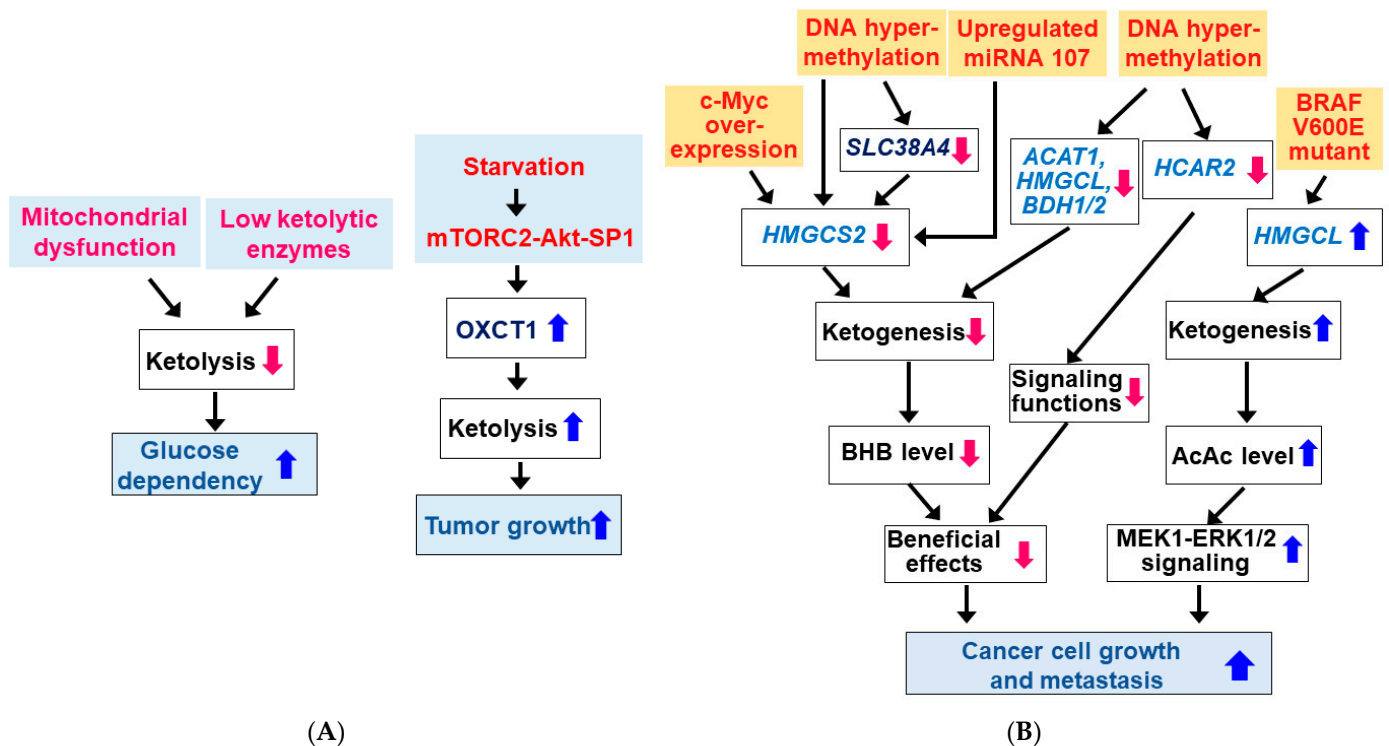 Mitochondrial
dysfunction
Low ketolytic
enzymes
Ketolysis
Glucose
dependency
Starvation
mTORC2-Akt-SP1
OXCT1
Ketolysis
Tumor growth
(A)
DNA hyper-
methylation
Upregulated
miRNA 107
DNA hyper-
methylation
c-Myc
over-
expression
BRAF
V600E
mutant
SLC38A4
ACAT1,
HMGCL,
BDH1/2
HCAR2
HMGCS2
HMGCL
Ketogenesis
Ketogenesis
Signaling
functions
BHB level
AcAc level
Beneficial
effects
MEK1-ERK1/2
signaling
Cancer cell growth
and metastasis
(B)